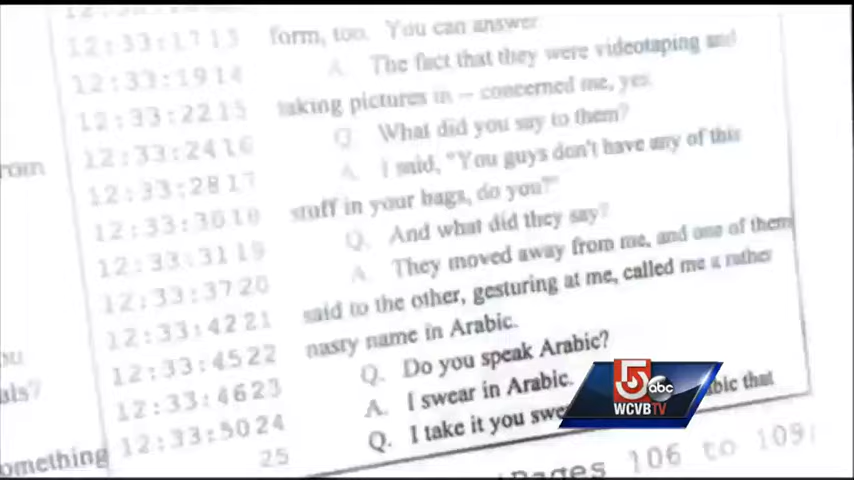 12:33:17 13 form, too. You can answer
12:33:19 14 A. The fact that they were videotaping and
12:33:22 15 taking pictures in -- concerned me, yes.
12:33:24 16 Q. What did you say to them?
12:33:28 17 A. I said, "You guys don't have any of this
12:33:30 18 stuff in your bags, do you?"
12:33:31 19 Q. And what did they say?
12:33:37 20 A. They moved away from me, and one of them
12:33:42 21 said to the other, gesturing at me, called me a rather
12:33:45 22 nasty name in Arabic.
12:33:46 23 Q. Do you speak Arabic?
12:33:50 24 A. I swear in Arabic.
25 Q. I take it you swe bic that
Pages 106 to 109
rom
ou
als?
omething
5 abc
WCVB TV